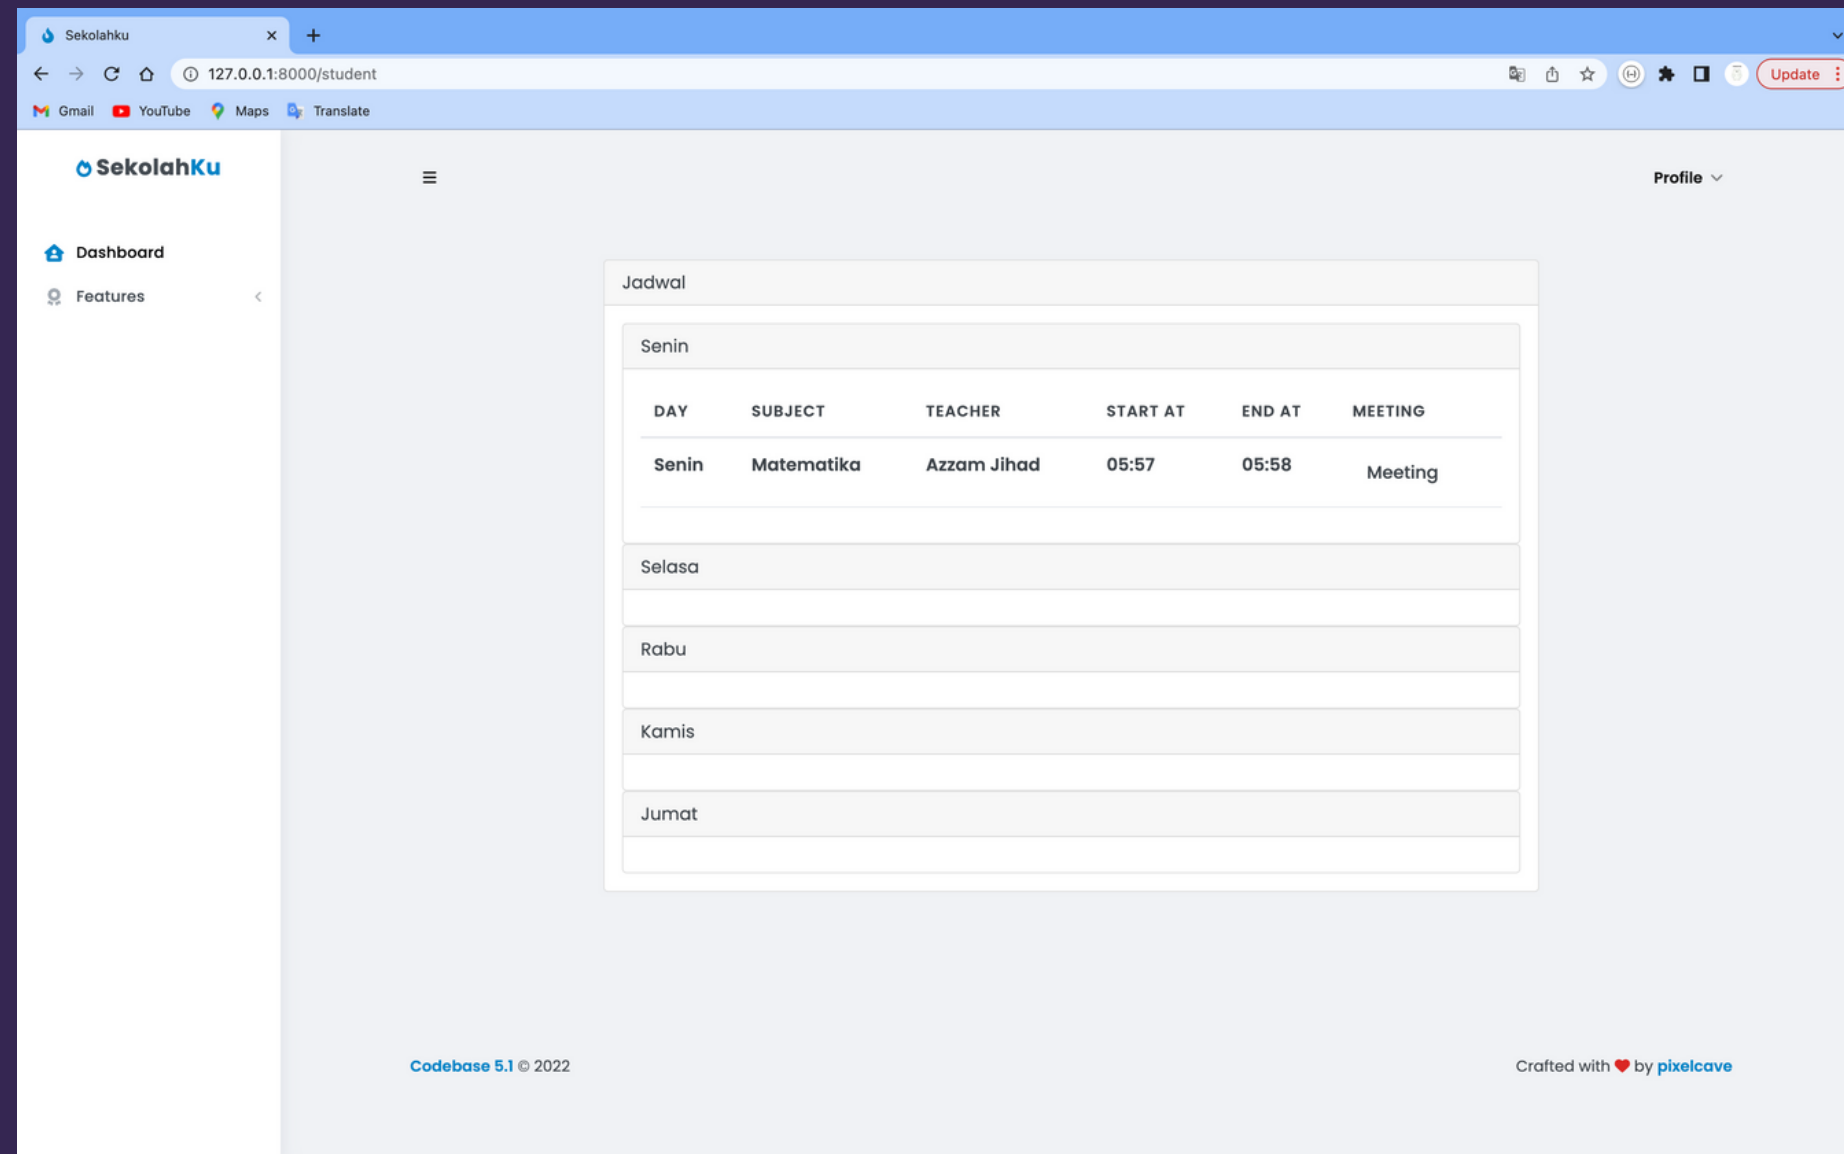 Sekolahku
127.0.0.1:8000/student
Update
Gmail YouTube Maps Translate
SekolahKu
Profile
Dashboard
Features
Jadwal
Senin
DAY SUBJECT TEACHER START AT END AT MEETING
Senin Matematika Azzam Jihad 05:57 05:58 Meeting
Selasa
Rabu
Kamis
Jumat
Codebase 5.1 © 2022
Crafted with ❤ by pixelcave